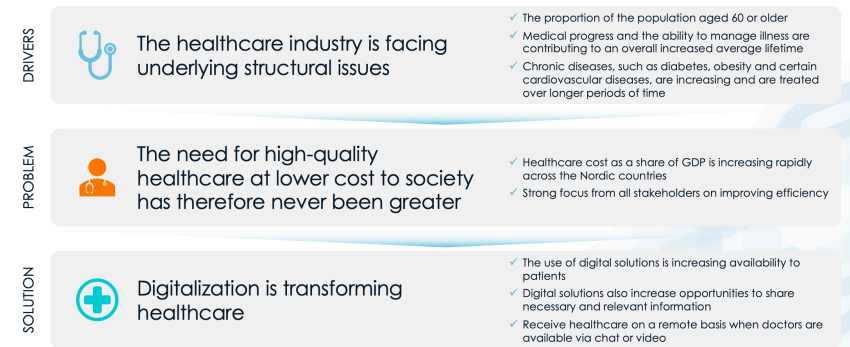 DRIVERS
The healthcare industry is facing
underlying structural issues
The proportion of the population aged 60 or older
Medical progress and the ability to manage illness are
contributing to an overall increased average lifetime
Chronic diseases, such as diabetes, obesity and certain
cardiovascular diseases, are increasing and are treated
over longer periods of time
PROBLEM
The need for high-quality
healthcare at lower cost to society
has therefore never been greater
Healthcare cost as a share of GDP is increasing rapidly
across the Nordic countries
Strong focus from all stakeholders on improving efficiency
SOLUTION
Digitalization is transforming
healthcare
The use of digital solutions is increasing availability to
patients
Digital solutions also increase opportunities to share
necessary and relevant information
Receive healthcare on a remote basis when doctors are
available via chat or video